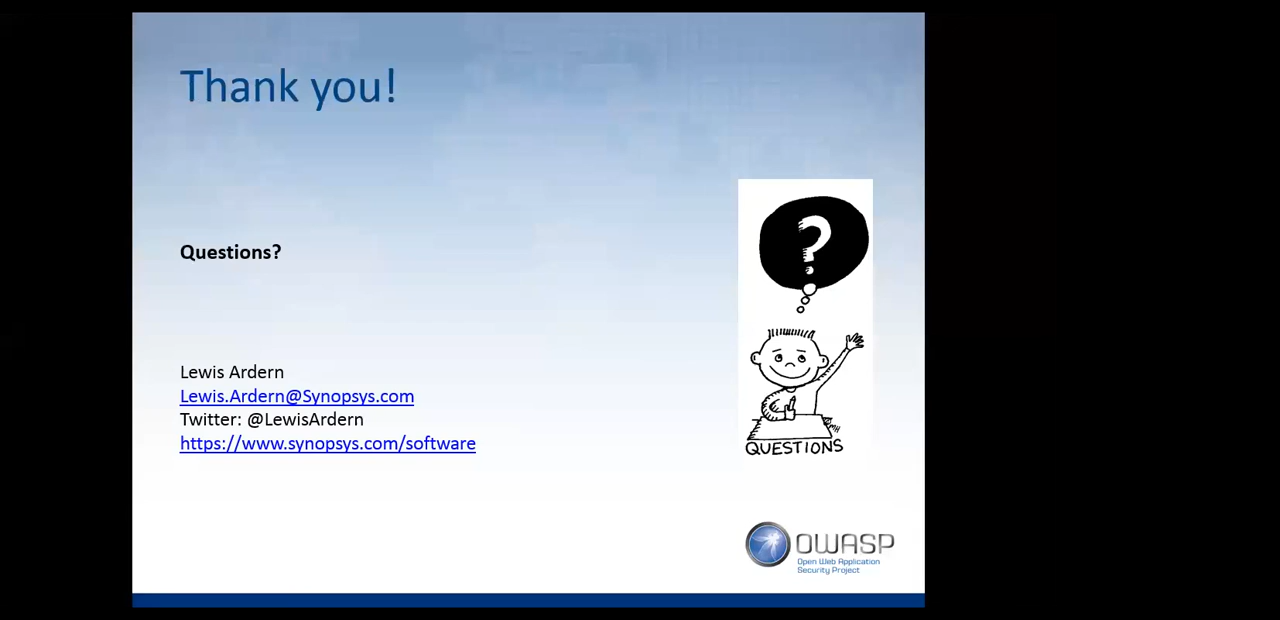 Thank you!
Questions?
Lewis Ardern
Lewis.Ardern@Synopsys.com
Twitter: @LewisArdern
https://www.synopsys.com/software
?
MH
QUESTIONS
OWASP
Open Web Application
Security Project